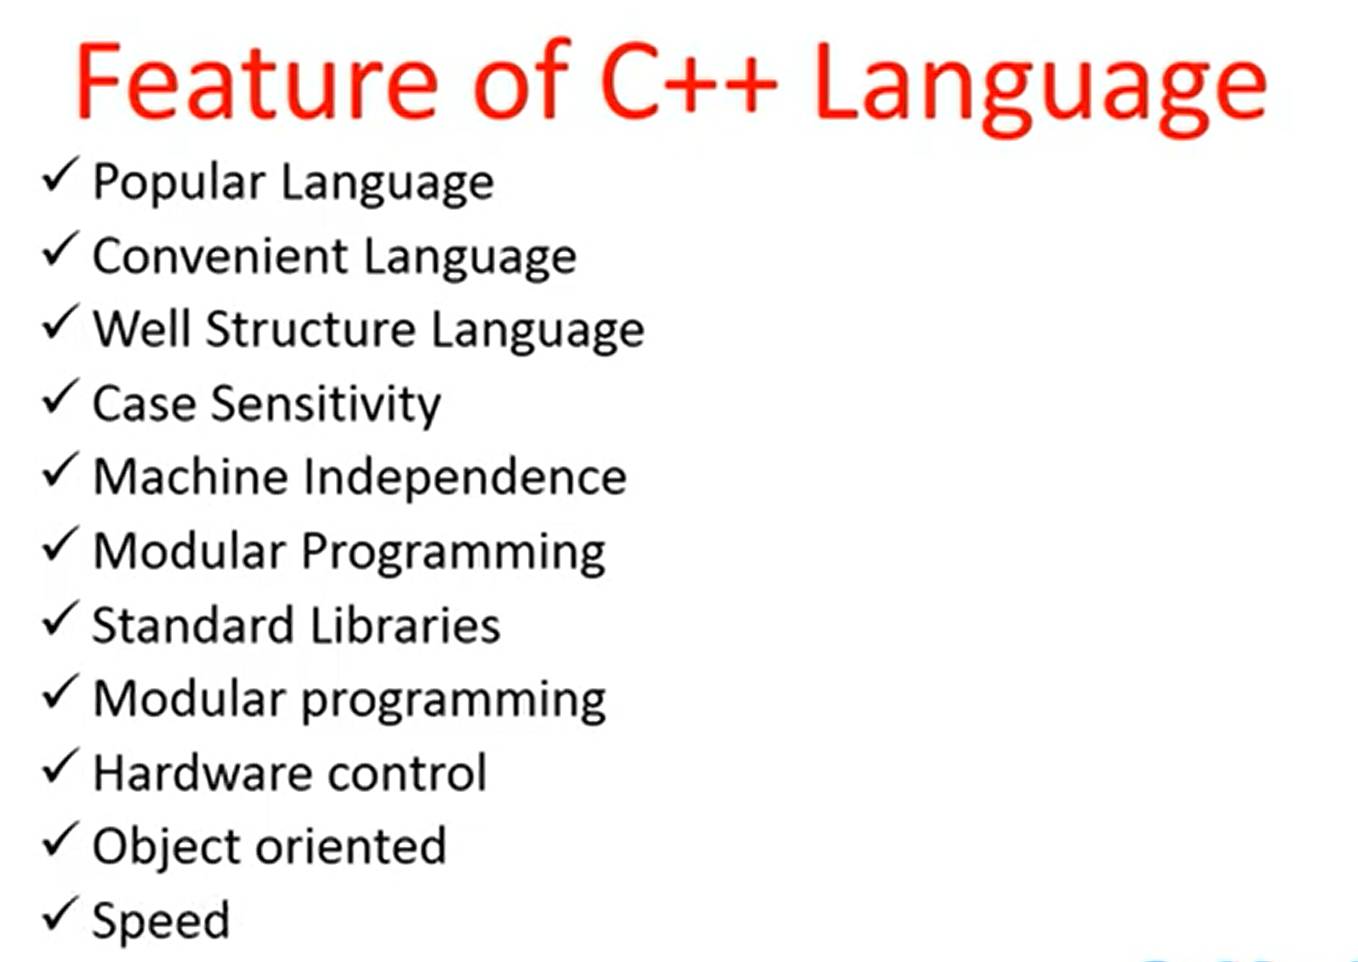 Feature of C++ Language
✓ Popular Language
✓ Convenient Language
✓ Well Structure Language
✓ Case Sensitivity
✓ Machine Independence
✓ Modular Programming
✓ Standard Libraries
✓ Modular programming
✓ Hardware control
✓ Object oriented
✓ Speed